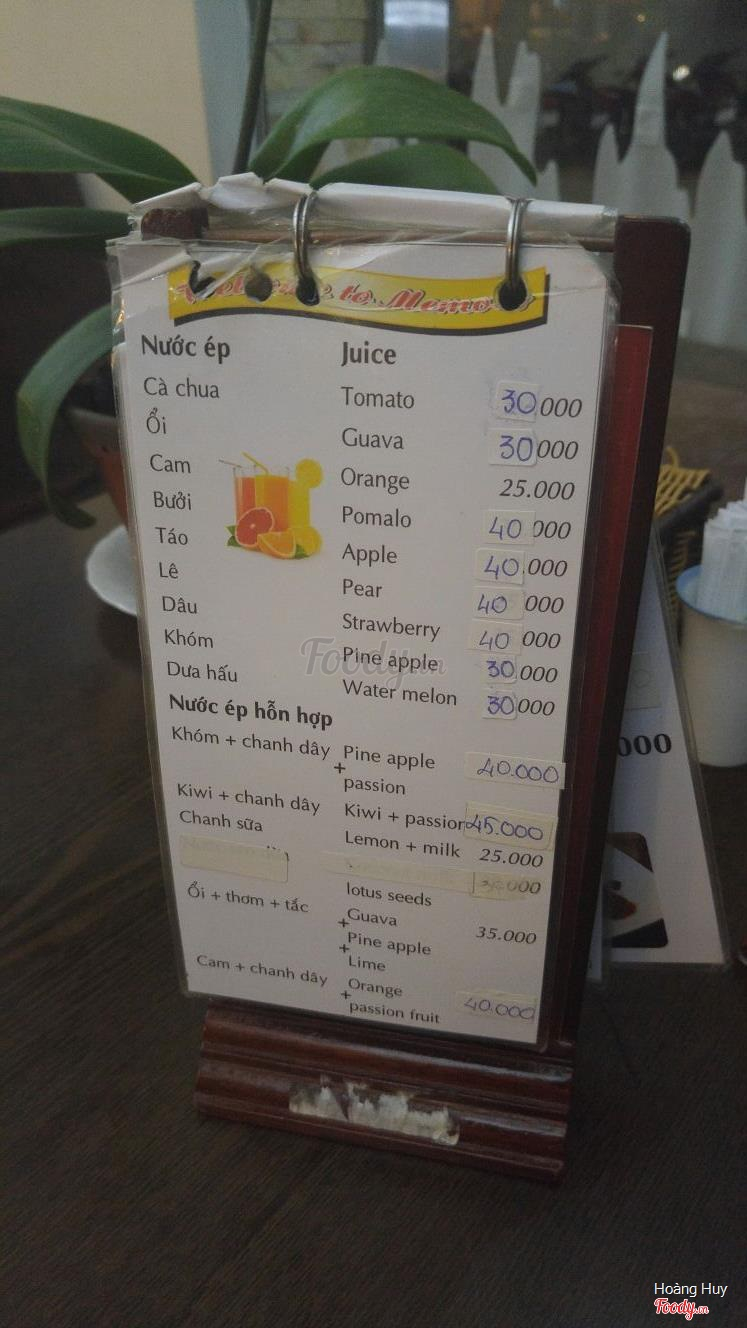 Welcome to Memory
Nước ép Juice
Cà chua Tomato 30.000
Ổi Guava 30.000
Cam Orange 25.000
Bưởi Pomalo 40.000
Táo Apple 40.000
Lê Pear 40.000
Dâu Strawberry 40.000
Khóm Pine apple 30.000
Dưa hấu Water melon 30.000
Nước ép hỗn hợp
Khóm + chanh dây Pine apple 40.000
+
passion
Kiwi + chanh dây Kiwi + passion 45.000
Chanh sữa Lemon + milk 25.000
lotus seeds
Ổi + thơm + tắc Guava 35.000
+
Pine apple
+
Lime
Cam + chanh dây Orange 40.000
+
passion fruit
000
Foody.vn
Hoàng Huy
Foody.vn